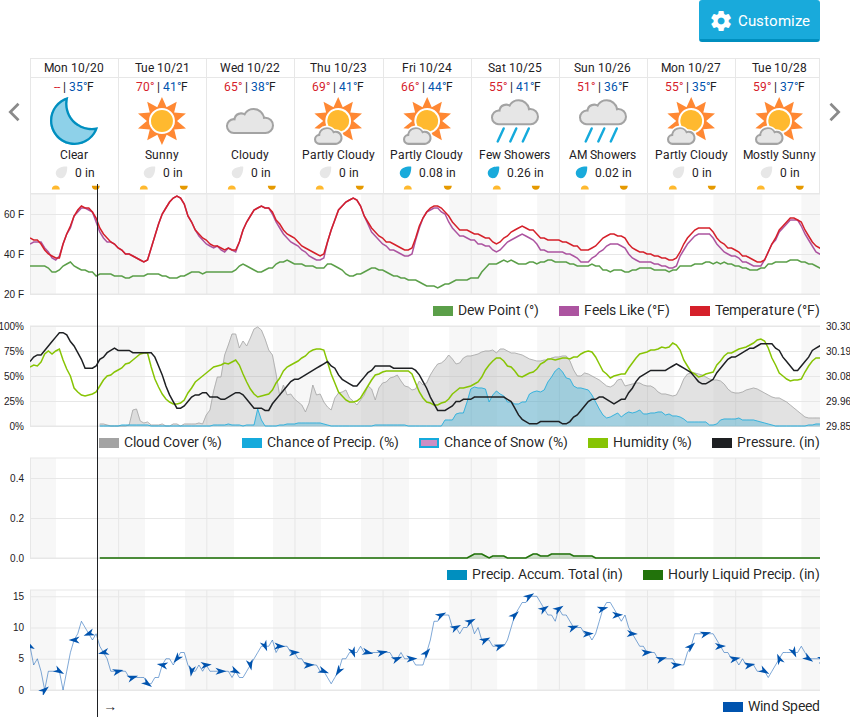 Customize
Mon 10/20 Tue 10/21 Wed 10/22 Thu 10/23 Fri 10/24 Sat 10/25 Sun 10/26 Mon 10/27 Tue 10/28
-- | 35°F 70° | 41°F 65° | 38°F 69° | 41°F 66° | 44°F 55° | 41°F 51° | 36°F 55° | 35°F 59° | 37°F
Clear Sunny Cloudy Partly Cloudy Partly Cloudy Few Showers AM Showers Partly Cloudy Mostly Sunny
0 in 0 in 0 in 0 in 0.08 in 0.26 in 0.02 in 0 in 0 in
60 F
40 F
20 F
Dew Point (°) Feels Like (°F) Temperature (°F)
100% 30.30
75% 30.19
50% 30.08
25% 29.96
0% 29.85
Cloud Cover (%) Chance of Precip. (%) Chance of Snow (%) Humidity (%) Pressure. (in)
0.4
0.2
0.0
Precip. Accum. Total (in) Hourly Liquid Precip. (in)
15
10
5
0
→
Wind Speed